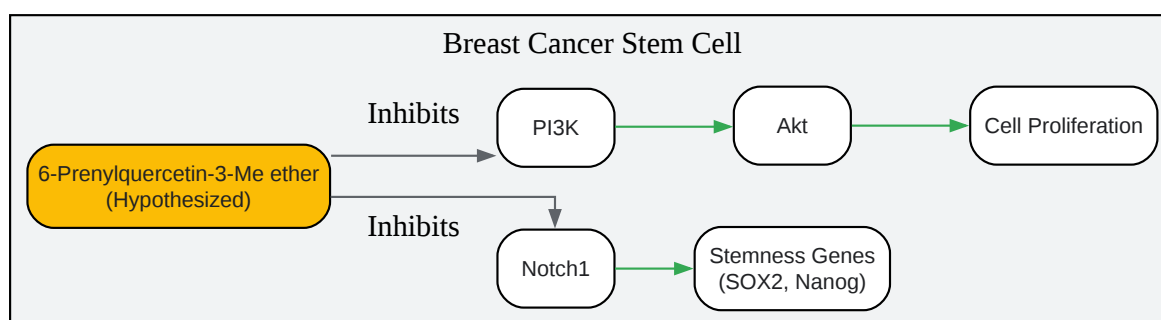 Breast Cancer Stem Cell
Inhibits
PI3K
Akt
Cell Proliferation
6-Prenylquercetin-3-Me ether
(Hypothesized)
Inhibits
Notch1
Stemness Genes
(SOX2, Nanog)